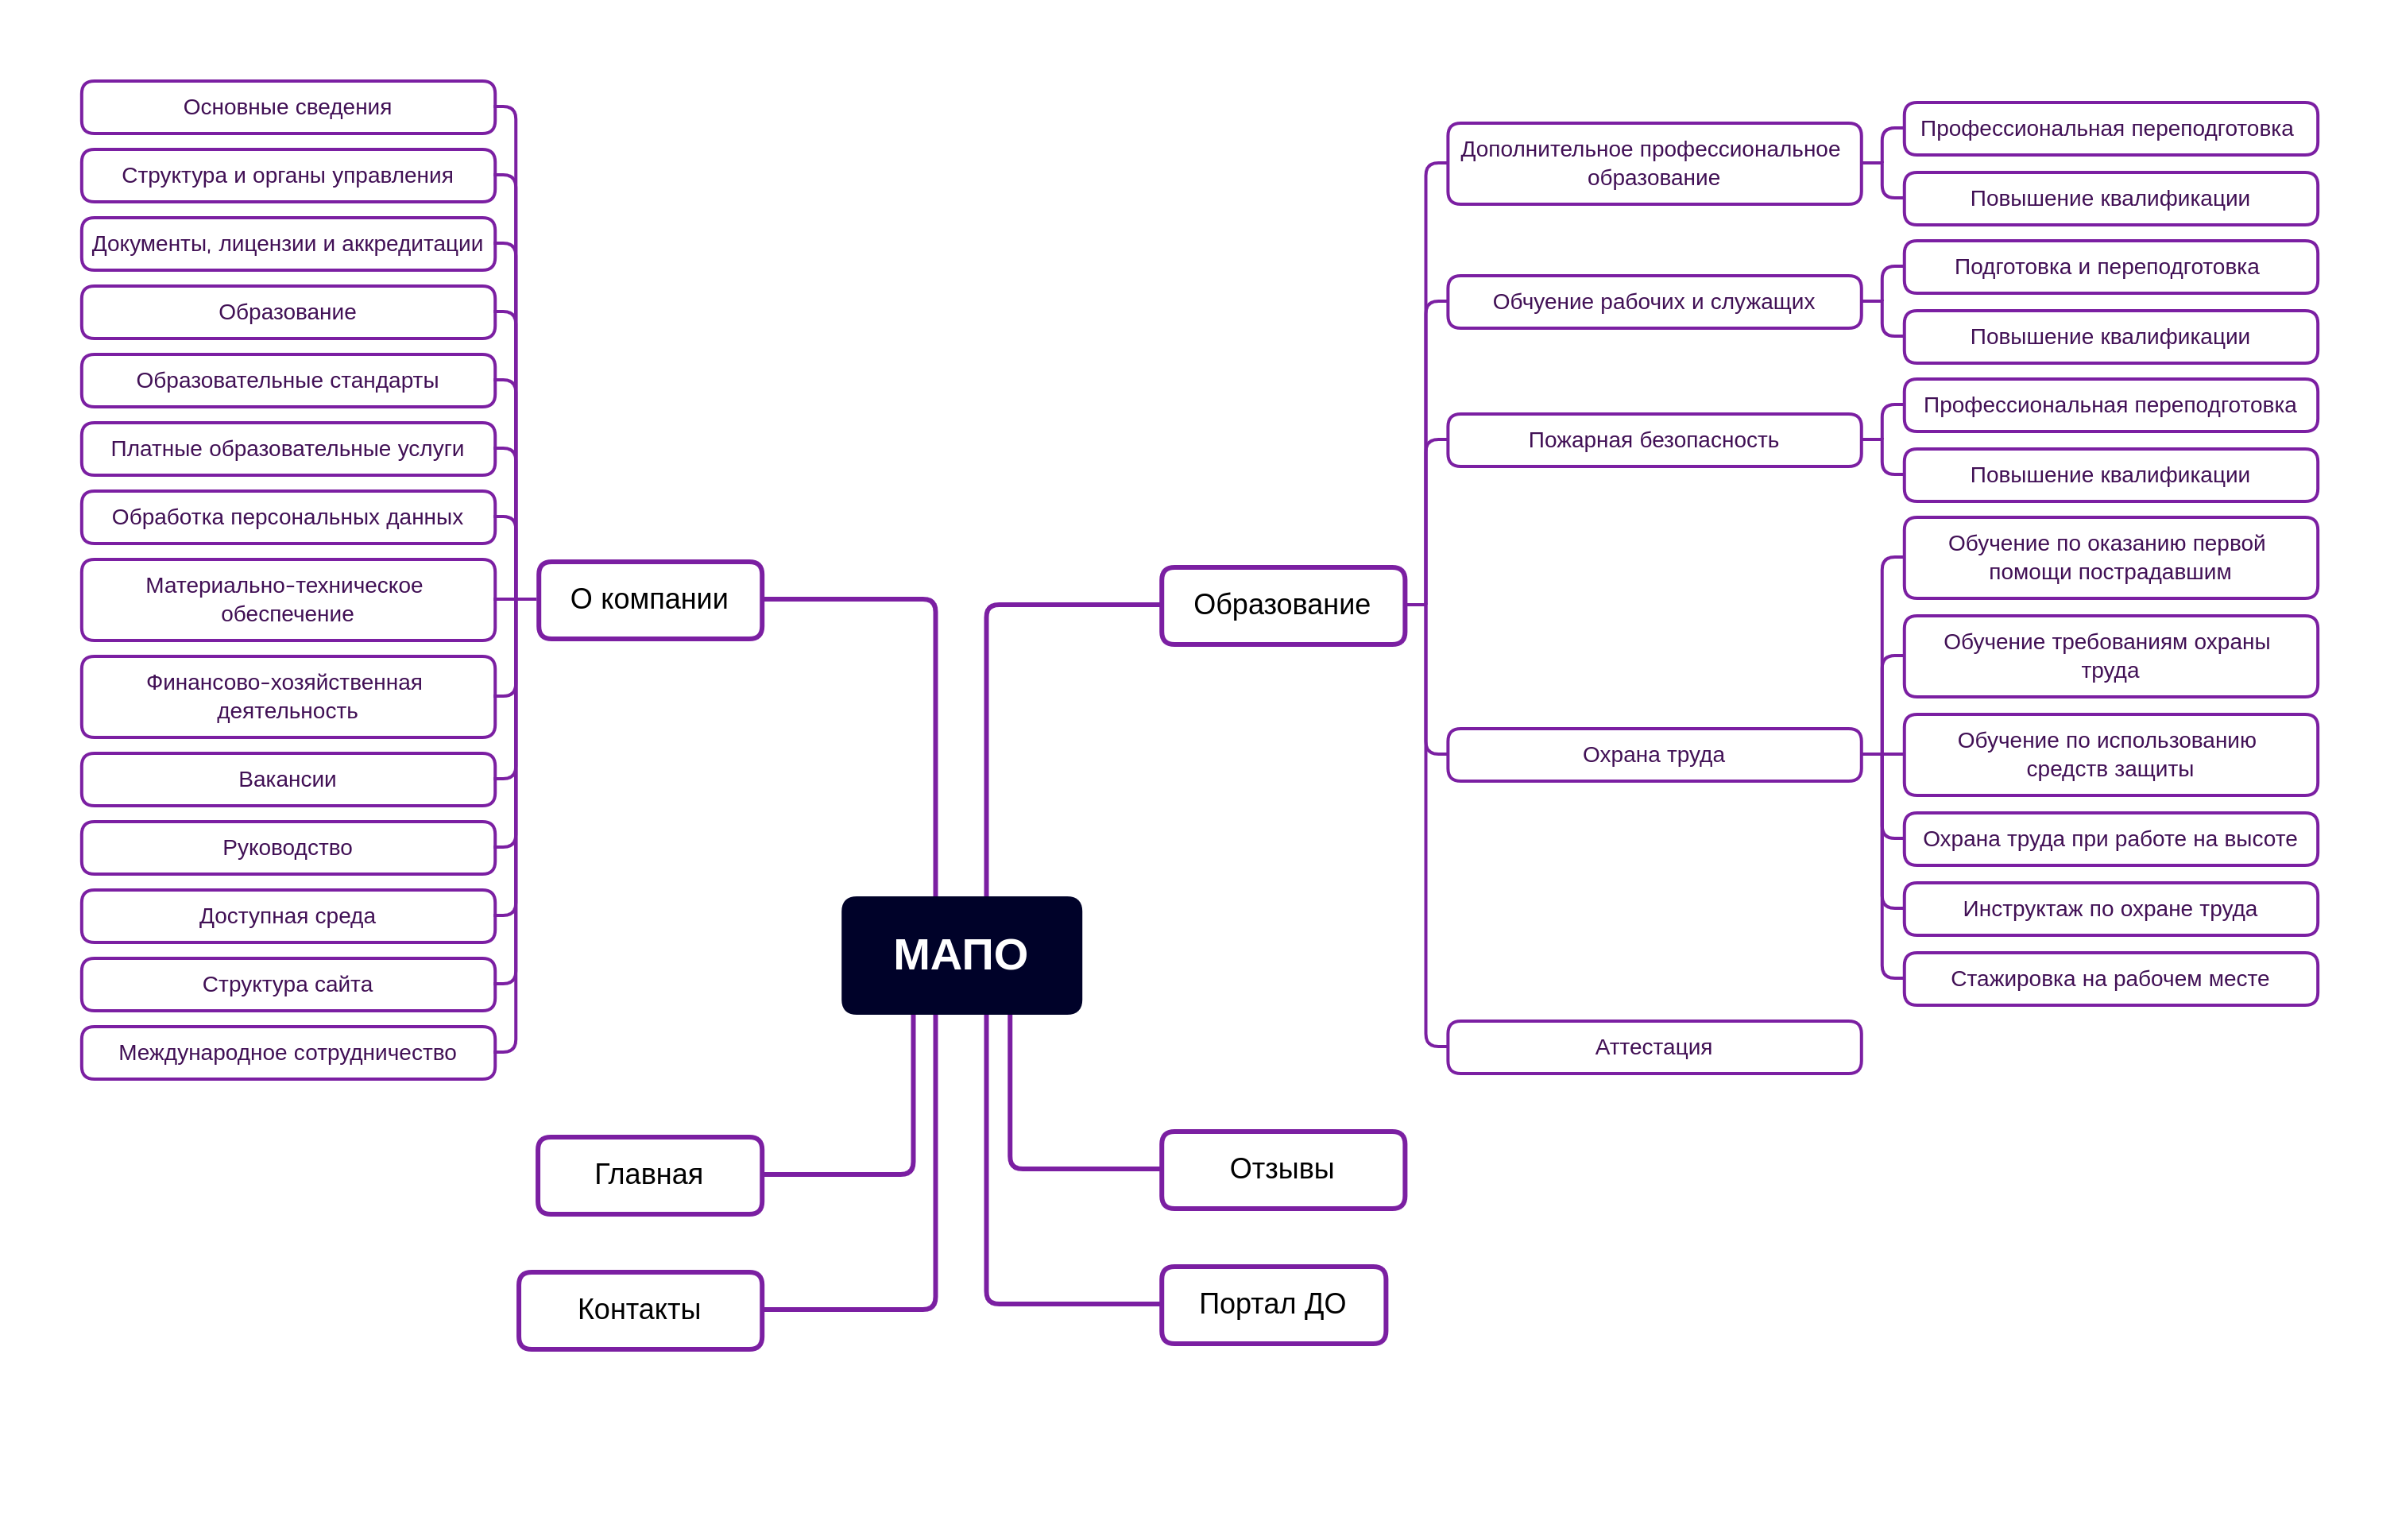 Основные сведения
Структура и органы управления
Документы, лицензии и аккредитации
Образование
Образовательные стандарты
Платные образовательные услуги
Обработка персональных данных
Материально-техническое
обеспечение
Финансово-хозяйственная
деятельность
Вакансии
Руководство
Доступная среда
Структура сайта
Международное сотрудничество
О компании
Главная
Контакты
МАПО
Образование
Отзывы
Портал ДО
Дополнительное профессиональное
образование
Обчуение рабочих и служащих
Пожарная безопасность
Охрана труда
Аттестация
Профессиональная переподготовка
Повышение квалификации
Подготовка и переподготовка
Повышение квалификации
Профессиональная переподготовка
Повышение квалификации
Обучение по оказанию первой
помощи пострадавшим
Обучение требованиям охраны
труда
Обучение по использованию
средств защиты
Охрана труда при работе на высоте
Инструктаж по охране труда
Стажировка на рабочем месте